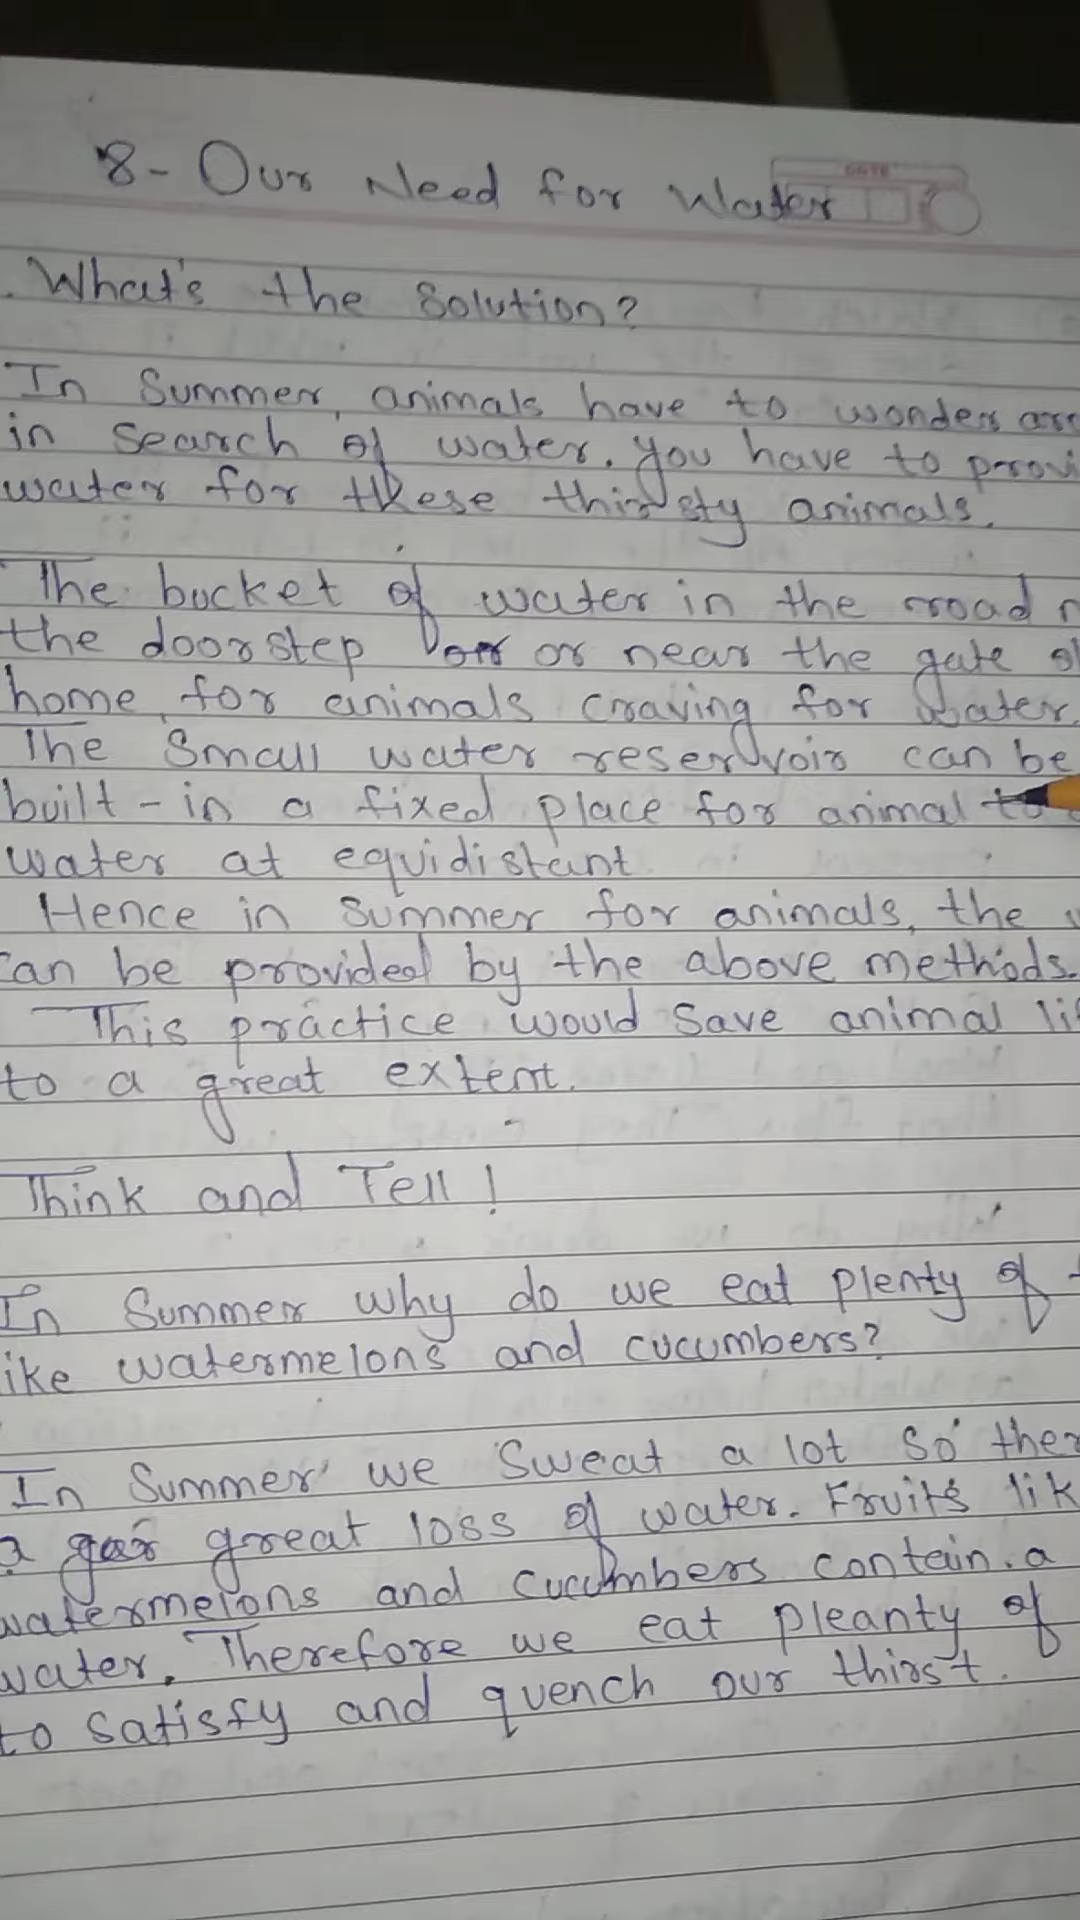 8- Our Need for Water
DATE
What's the Solution?
In Summer, animals have to wonder
in search of water. You have to
water for these thirsty animals.
The bucket of water in the road
the doorstep or near the gate
home, for animals craving for water.
The Small water reservoir can be
built-in a fixed place for animal to
water at equidistant
Hence in summer for animals, the
can be provided by the above methods.
This practice would Save animal
to a great extent.
Think and Tell!
In Summer why do we eat plenty of
watermelons and cucumbers?
In Summer we Sweat a lot So
great loss of water. Fruits
watermelons and cucumbers contain a
water. Therefore we eat pleanty of
to Satisfy and quench our thirst.